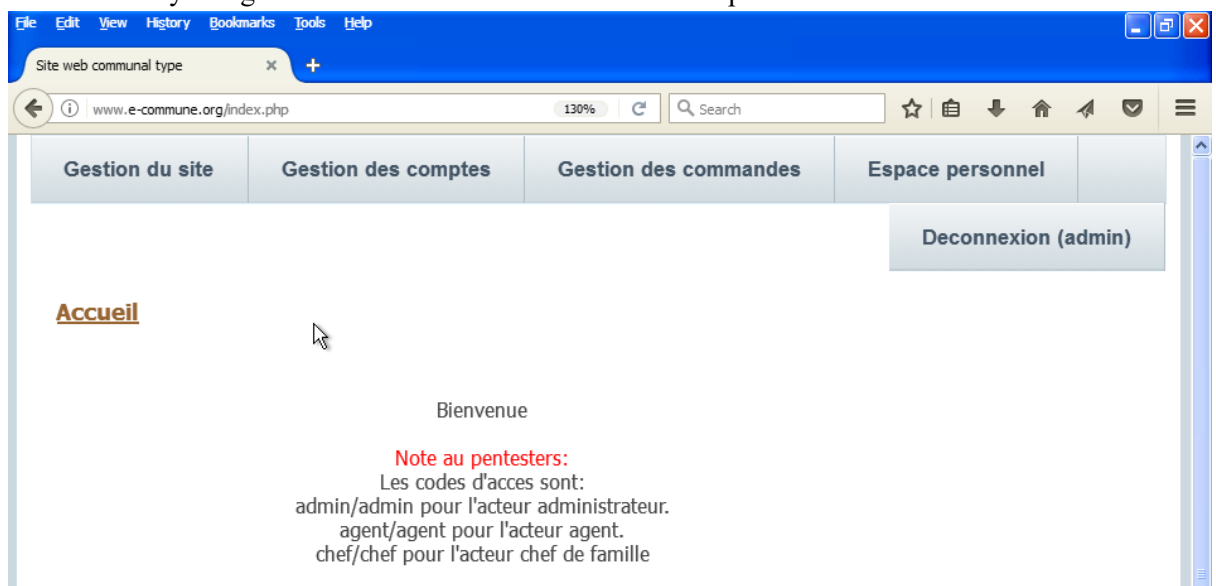 File Edit View History Bookmarks Tools Help
Site web communal type
www.e-commune.org/index.php 130% Search
Gestion du site Gestion des comptes Gestion des commandes Espace personnel
Deconnexion (admin)
Accueil
Bienvenue
Note au pentesters:
Les codes d'acces sont:
admin/admin pour l'acteur administrateur.
agent/agent pour l'acteur agent.
chef/chef pour l'acteur chef de famille